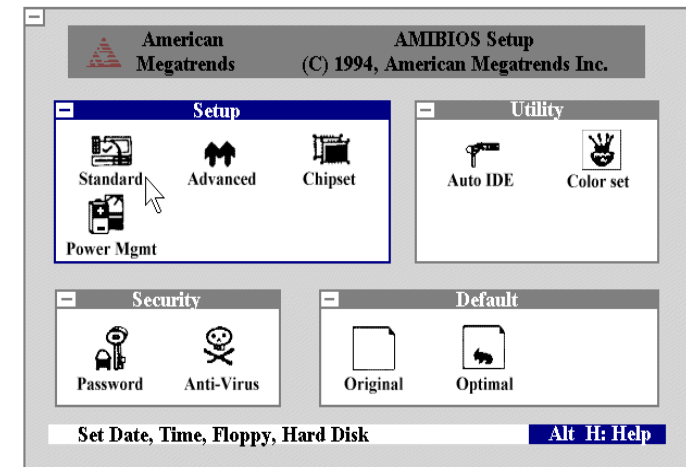 American
Megatrends
AMIBIOS Setup
(C) 1994, American Megatrends Inc.
Setup
Standard
Advanced
Chipset
Power Mgmt
Utility
Auto IDE
Color set
Security
Password
Anti-Virus
Default
Original
Optimal
Set Date, Time, Floppy, Hard Disk
Alt H: Help